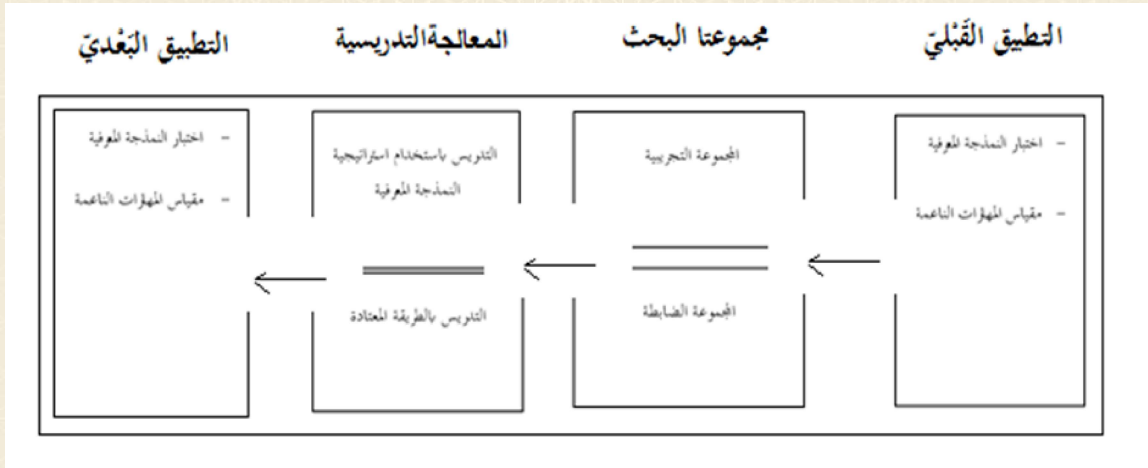 التطبيق القَبْليّ
مجموعتا البحث
المعالجةالتدريسية
التطبيق البَعْديّ
- اختبار النمذجة المعرفية
- مقياس المهارات الناعمة
المجموعة التجريبية
المجموعة الضابطة
التدريس باستخدام استراتيجية
النمذجة المعرفية
التدريس بالطريقة المعتادة
- اختبار النمذجة المعرفية
- مقياس المهارات الناعمة